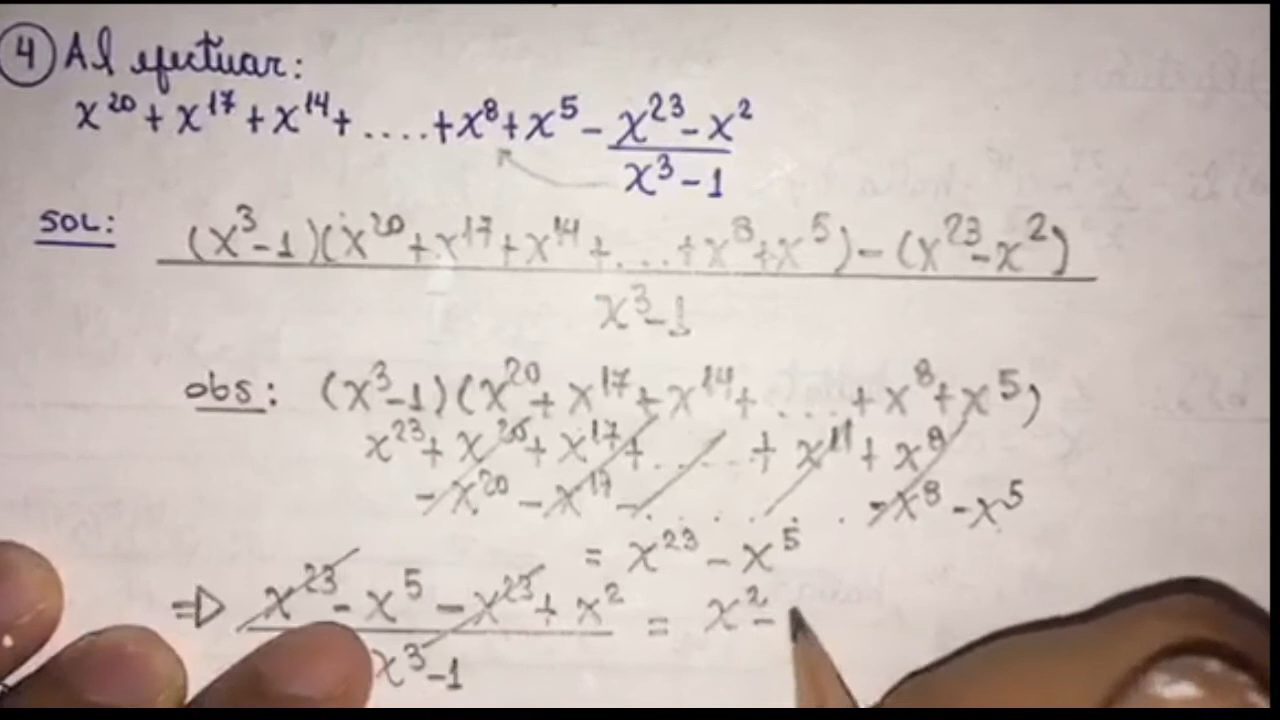 4 Al efectuar:
x²⁰ + x¹⁷ + x¹⁴ + .... + x⁸ + x⁵ - (x²³ - x²)/(x³ - 1)
SOL: ((x³-1)(x²⁰ + x¹⁷ + x¹⁴ + .... + x⁸ + x⁵) - (x²³ - x²))/(x³-1)
obs: (x³-1)(x²⁰ + x¹⁷ + x¹⁴ + .... + x⁸ + x⁵)
x²³ + x²⁰ + x¹⁷ + ..... + x¹¹ + x⁸
- x²⁰ - x¹⁷ - ...... - x⁸ - x⁵
= x²³ - x⁵
⇒ (x²³ - x⁵ - x²³ + x²)/(x³-1) = x² -